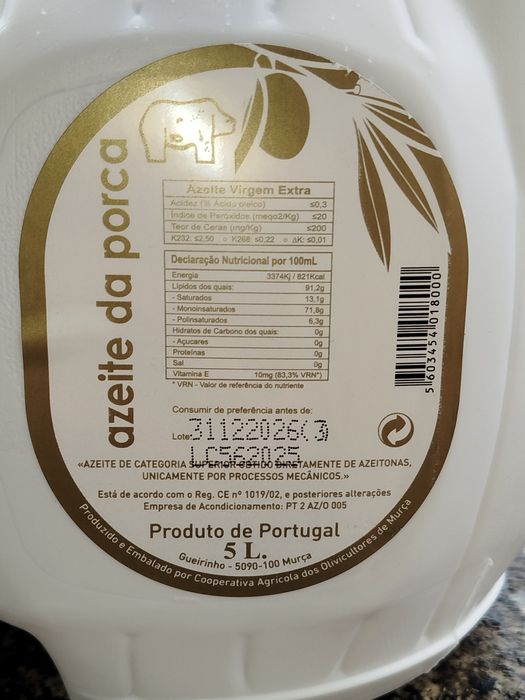 azeite da porca
Azeite Virgem Extra
Acidez (% Ácido oleico) ≤0,3
Índice de Peróxidos (meqo2/Kg) ≤20
Teor de Ceras (mg/Kg) ≤200
K232: ≤2,50 o K268: ≤0,22 o ΔK: ≤0,01
Declaração Nutricional por 100mL
Energia 3374Kj / 821Kcal
Lípidos dos quais: 91,2g
- Saturados 13,1g
- Monoinsaturados 71,8g
- Polinsaturados 6,3g
Hidratos de Carbono dos quais: 0g
- Açucares 0g
Proteínas 0g
Sal 0g
Vitamina E 10mg (83,3% VRN*)
* VRN - Valor de referência do nutriente
Consumir de preferência antes de:
31122026(3
Lote:
LC562025
«AZEITE DE CATEGORIA SUPERIOR OBTIDO DIRETAMENTE DE AZEITONAS,
UNICAMENTE POR PROCESSOS MECÂNICOS.»
Está de acordo com o Reg. CE nº 1019/02, e posteriores alterações
Empresa de Acondicionamento: PT 2 AZ/O 005
Produto de Portugal
5 L.
Gueirinho - 5090-100 Murça
Produzido e Embalado por Cooperativa Agrícola dos Olivicultores de Murça
5 603454 018000